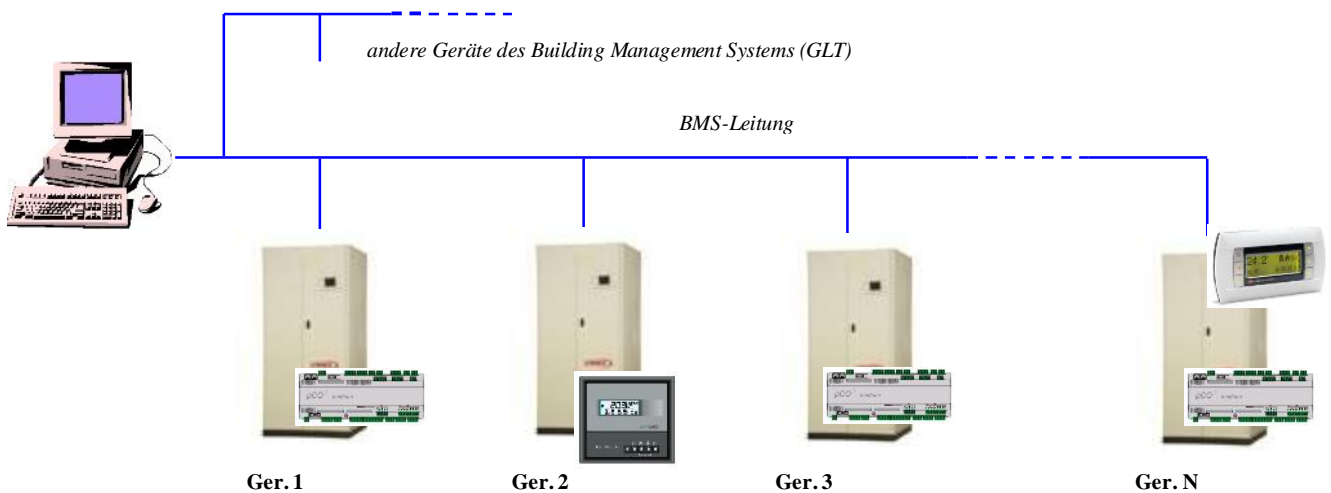 andere Geräte des Building Management Systems (GLT)
BMS-Leitung
Ger. 1
Ger. 2
Ger. 3
Ger. N